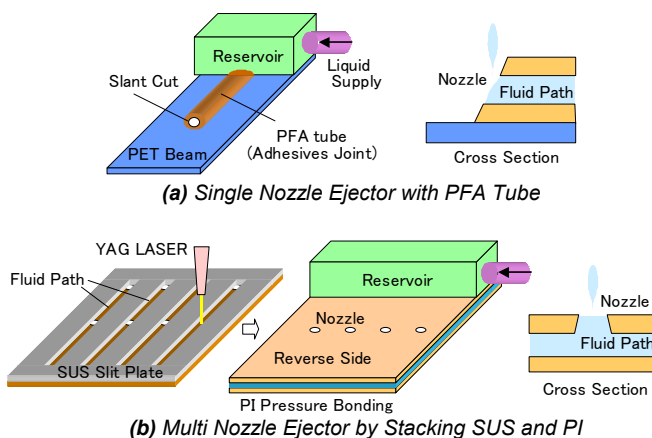 Reservoir
Liquid
Supply
Slant Cut
PFA tube
(Adhesives Joint)
PET Beam
Nozzle
Fluid Path
Cross Section
(a) Single Nozzle Ejector with PFA Tube
YAG LASER
Fluid Path
SUS Slit Plate
Reservoir
Nozzle
Reverse Side
PI Pressure Bonding
Nozzle
Fluid Path
Cross Section
(b) Multi Nozzle Ejector by Stacking SUS and PI